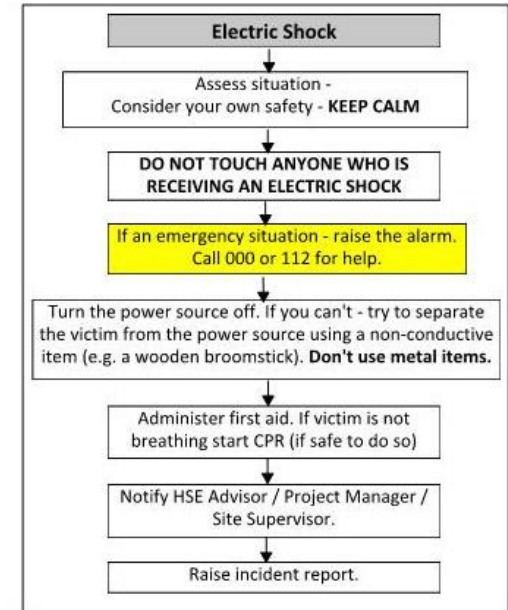 Electric Shock
Assess situation -
Consider your own safety - KEEP CALM
DO NOT TOUCH ANYONE WHO IS
RECEIVING AN ELECTRIC SHOCK
If an emergency situation - raise the alarm.
Call 000 or 112 for help.
Turn the power source off. If you can't - try to separate
the victim from the power source using a non-conductive
item (e.g. a wooden broomstick). Don't use metal items.
Administer first aid. If victim is not
breathing start CPR (if safe to do so)
Notify HSE Advisor / Project Manager /
Site Supervisor.
Raise incident report.